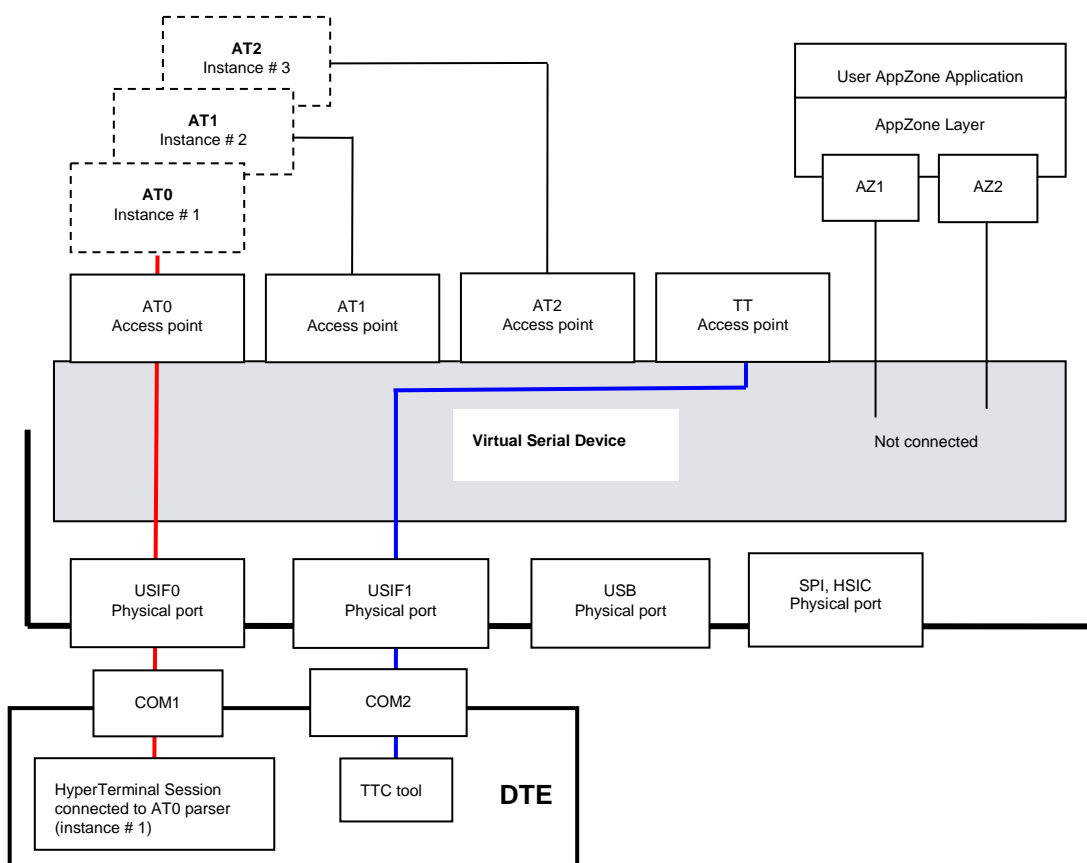 AT2
Instance # 3
AT1
Instance # 2
AT0
Instance # 1
User AppZone Application
AppZone Layer
AZ1
AZ2
AT0
Access point
AT1
Access point
AT2
Access point
TT
Access point
Virtual Serial Device
Not connected
USIF0
Physical port
USIF1
Physical port
USB
Physical port
SPI, HSIC
Physical port
COM1
COM2
HyperTerminal Session
connected to AT0 parser
(instance # 1)
TTC tool
DTE